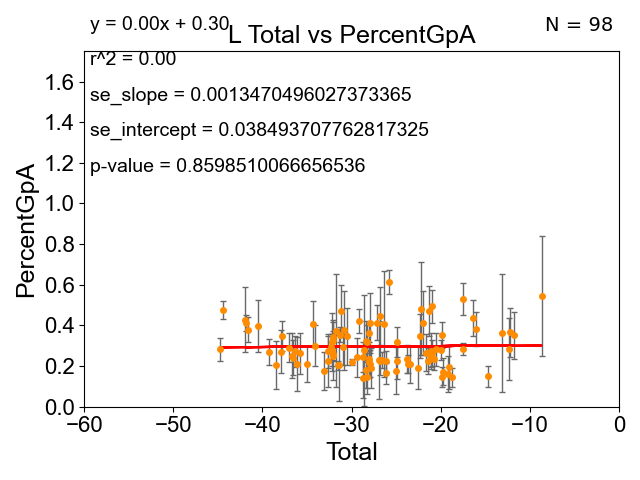 y = 0.00x + 0.30
N = 98
L Total vs PercentGpA
r^2 = 0.00
se_slope = 0.0013470496027373365
se_intercept = 0.038493707762817325
p-value = 0.8598510066656536
PercentGpA
1.6
1.4
1.2
1.0
0.8
0.6
0.4
0.2
0.0
−60
−50
−40
−30
−20
−10
0
Total